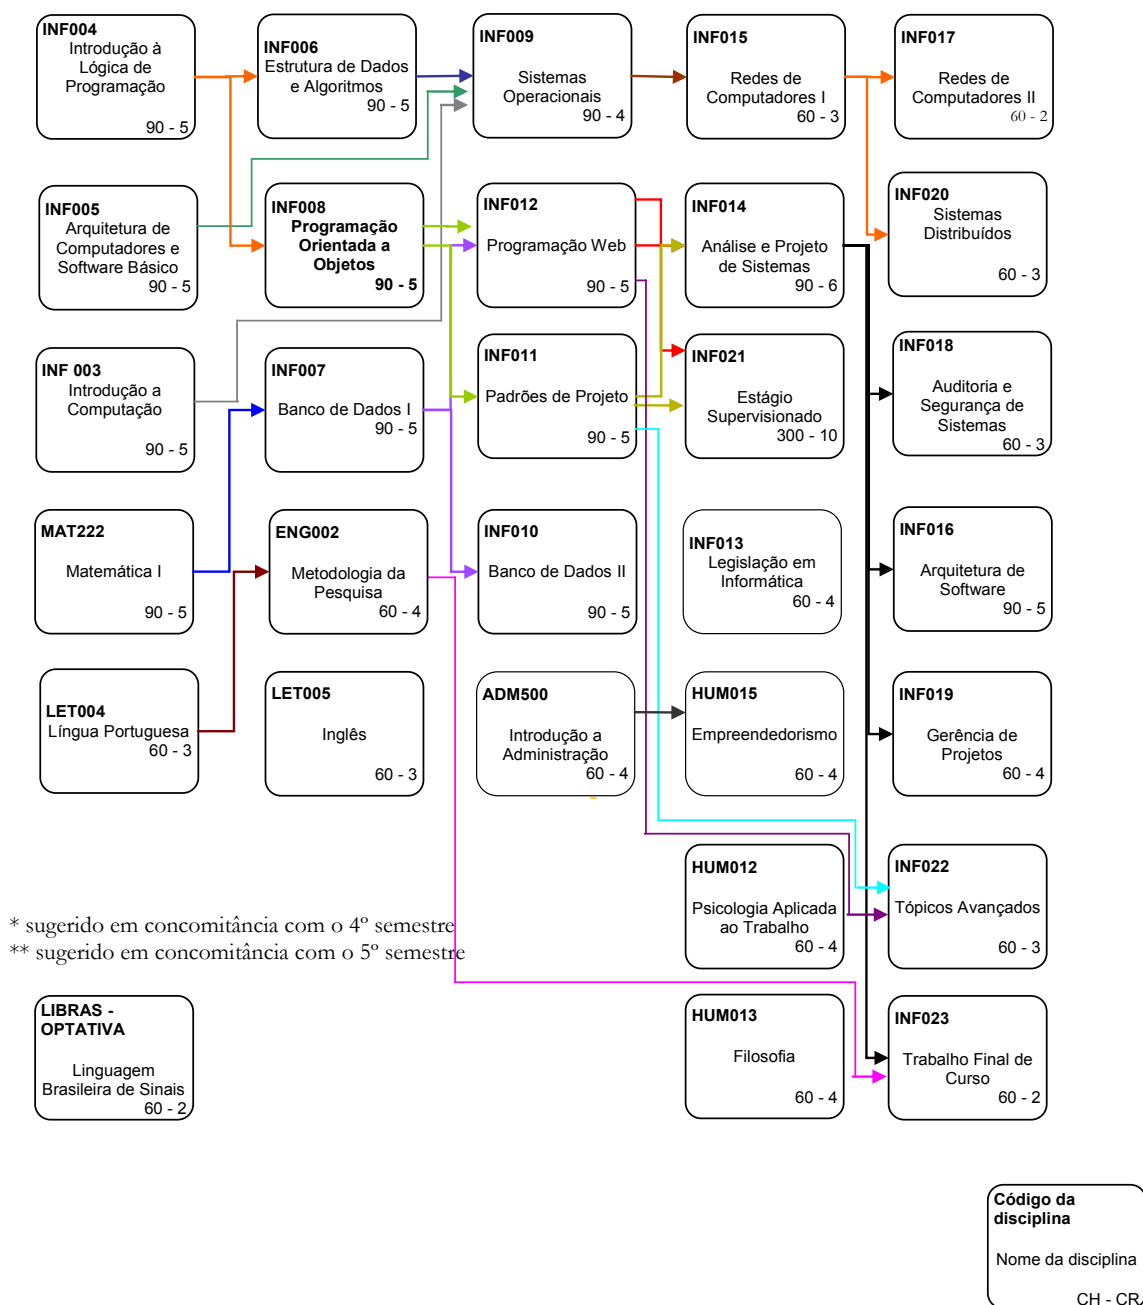 INF004
Introdução à
Lógica de
Programação
90 - 5
INF006
Estrutura de Dados
e Algoritmos
90 - 5
INF009
Sistemas
Operacionais
90 - 4
INF015
Redes de
Computadores I
60 - 3
INF017
Redes de
Computadores II
60 - 2
INF005
Arquitetura de
Computadores e
Software Básico
90 - 5
INF008
Programação
Orientada a
Objetos
90 - 5
INF012
Programação Web
90 - 5
INF014
Análise e Projeto
de Sistemas
90 - 6
INF020
Sistemas
Distribuídos
60 - 3
INF 003
Introdução a
Computação
90 - 5
INF007
Banco de Dados I
90 - 5
INF011
Padrões de Projeto
90 - 5
INF021
Estágio
Supervisionado
300 - 10
INF018
Auditoria e
Segurança de
Sistemas
60 - 3
MAT222
Matemática I
90 - 5
ENG002
Metodologia da
Pesquisa
60 - 4
INF010
Banco de Dados II
90 - 5
INF013
Legislação em
Informática
60 - 4
INF016
Arquitetura de
Software
90 - 5
LET004
Língua Portuguesa
60 - 3
LET005
Inglês
60 - 3
ADM500
Introdução a
Administração
60 - 4
HUM015
Empreendedorismo
60 - 4
INF019
Gerência de
Projetos
60 - 4
HUM012
Psicologia Aplicada
ao Trabalho
60 - 4
INF022
Tópicos Avançados
60 - 3
* sugerido em concomitância com o 4º semestre
** sugerido em concomitância com o 5º semestre
LIBRAS -
OPTATIVA
Linguagem
Brasileira de Sinais
60 - 2
HUM013
Filosofia
60 - 4
INF023
Trabalho Final de
Curso
60 - 2
Código da
disciplina
Nome da disciplina
CH - CR